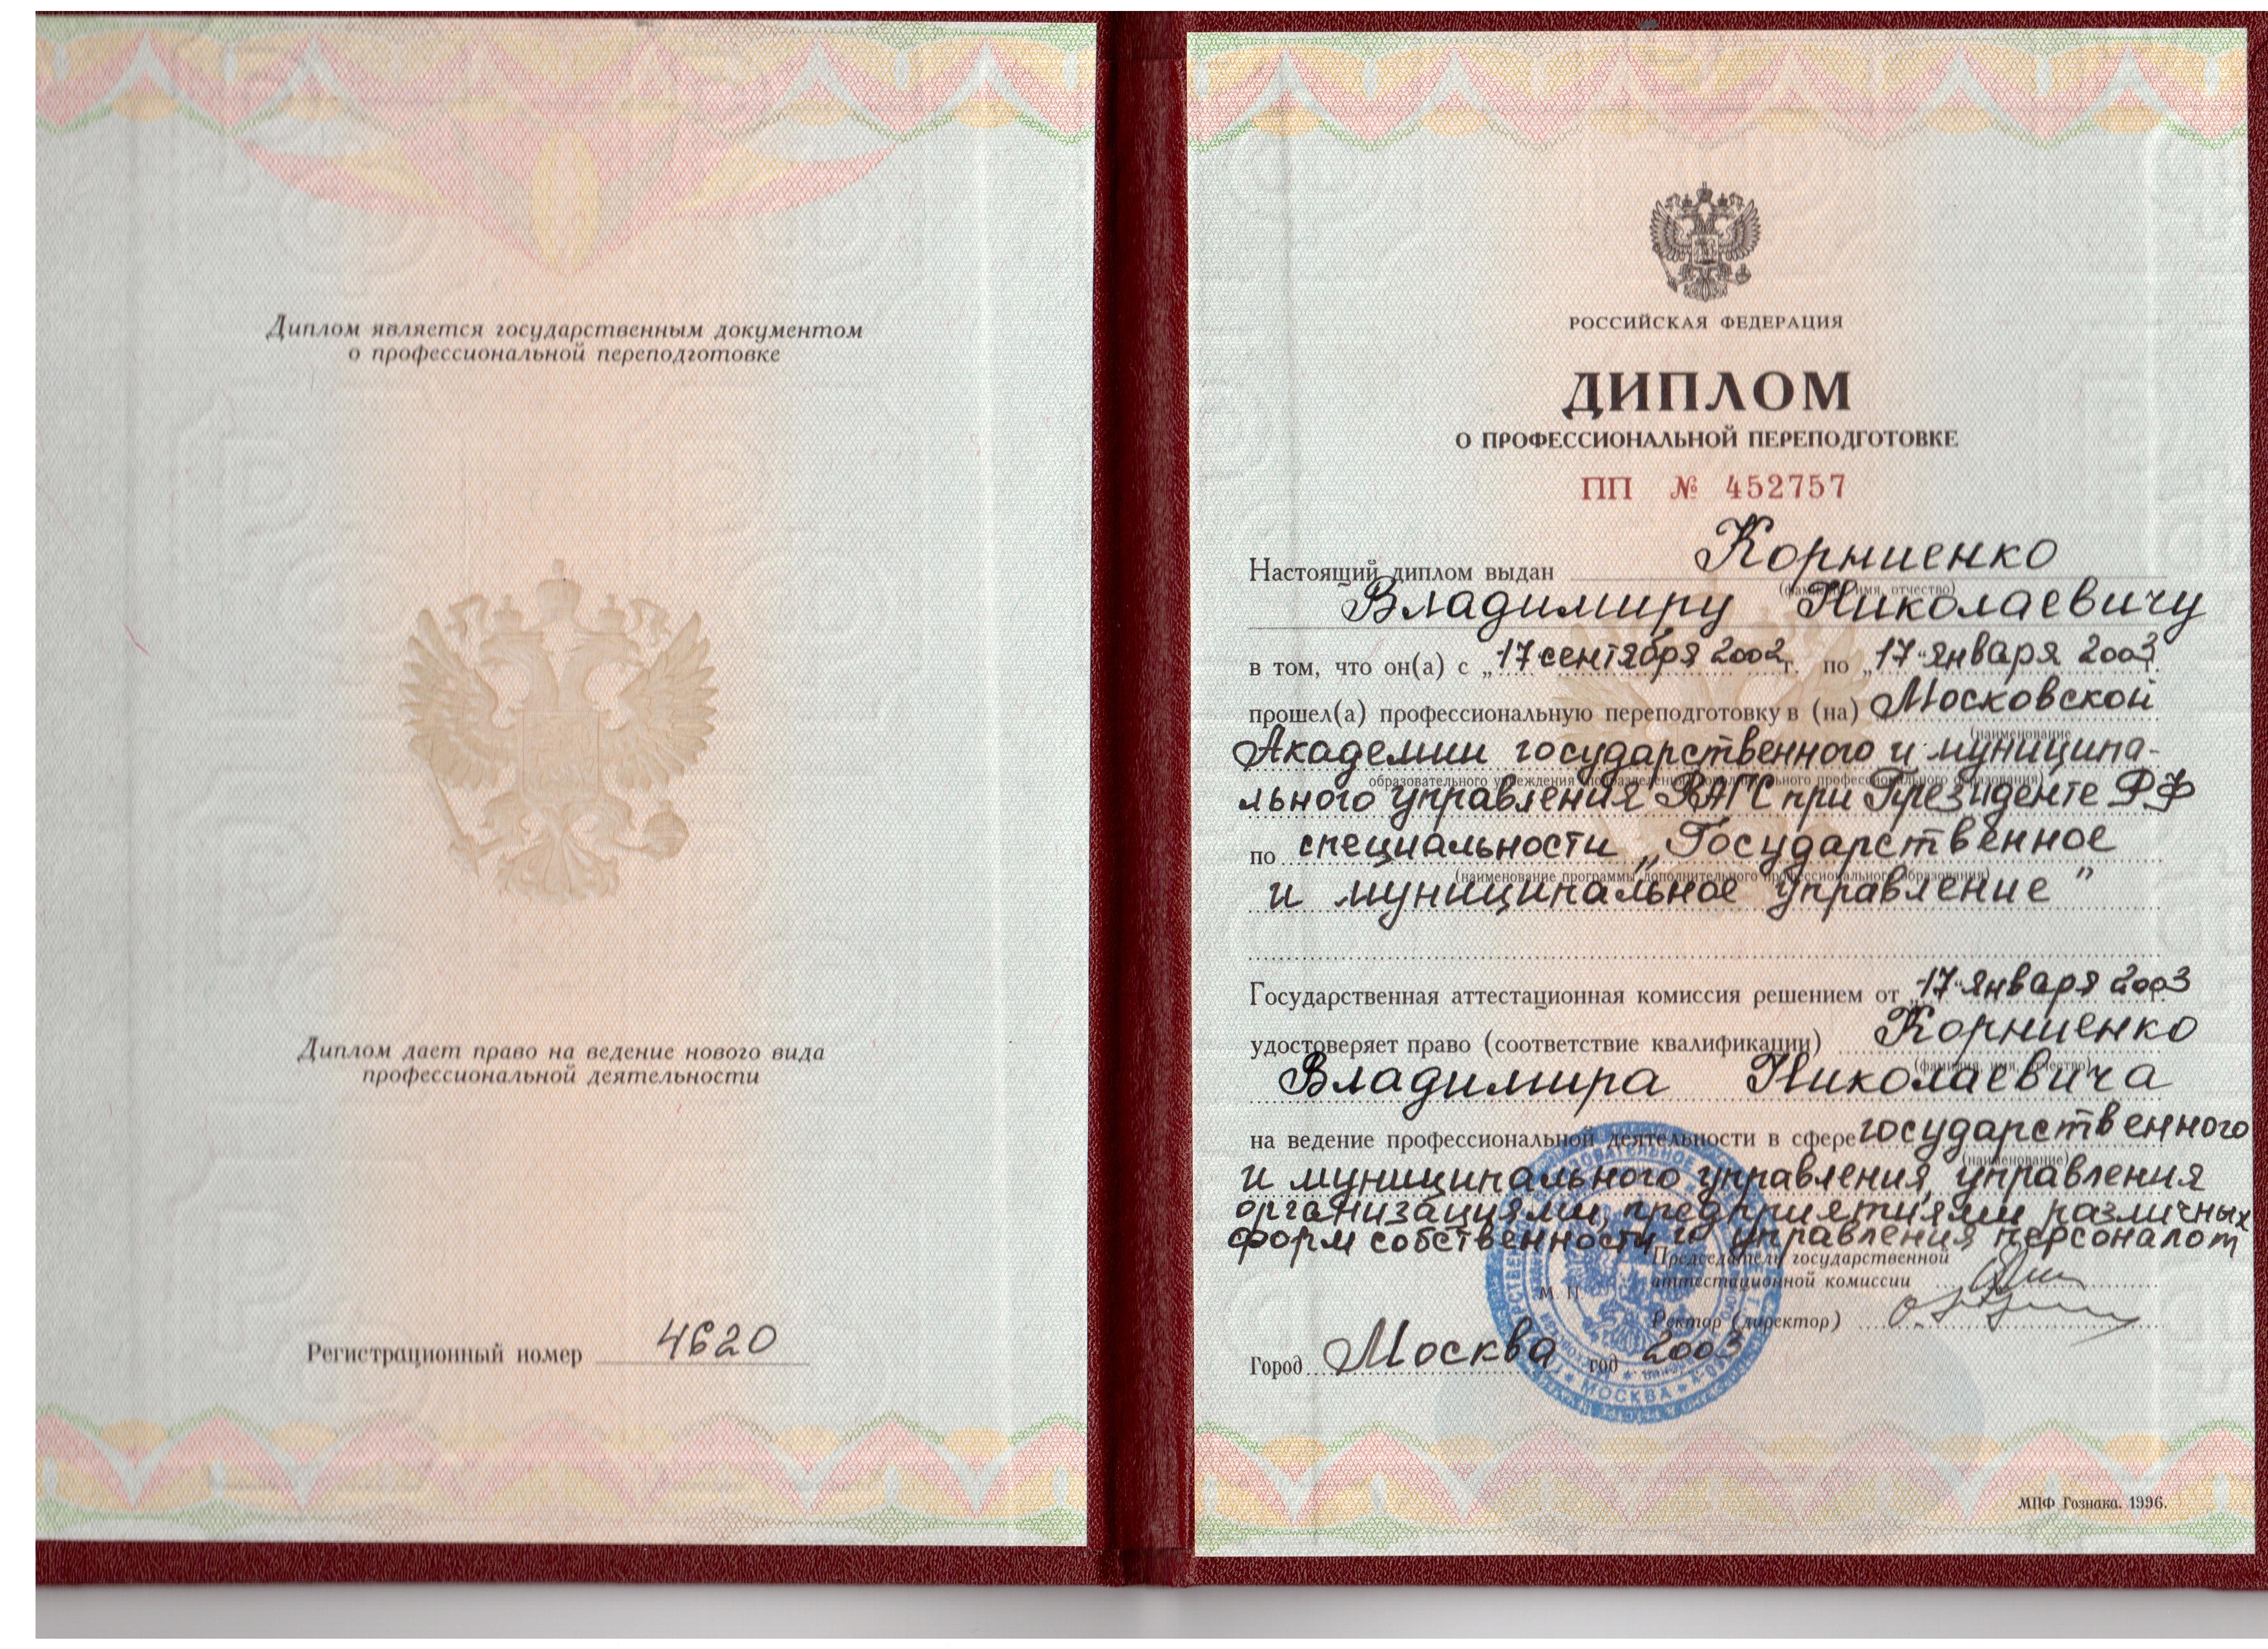 Диплом является государственным документом
о профессиональной переподготовке
Диплом дает право на ведение нового вида
профессиональной деятельности
Регистрационный номер 4620
РОССИЙСКАЯ ФЕДЕРАЦИЯ
ДИПЛОМ
О ПРОФЕССИОНАЛЬНОЙ ПЕРЕПОДГОТОВКЕ
ПП № 452757
Настоящий диплом выдан Корниенко
(фамилия, имя, отчество)
Владимиру Николаевичу
в том, что он(а) с „17" сентября 2002 г. по „17" января 2003 г.
прошел(а) профессиональную переподготовку в (на) Московской
(наименование
Академии государственного и муниципа-
образовательного учреждения (подразделения) дополнительного профессионального образования)
льного управления РАГС при Президенте РФ
по специальности „Государственное
(наименование программы дополнительного профессионального образования)
и муниципальное управление"
Государственная аттестационная комиссия решением от „17" января 2003 г.
удостоверяет право (соответствие квалификации) Корниенко
(фамилия, имя, отчество)
Владимира Николаевича
на ведение профессиональной деятельности в сфере государственного
(наименование)
и муниципального управления, управления
организациями, предприятиями различных
форм собственности и управления персоналом
Председатель государственной
аттестационной комиссии
М. П.
Ректор (директор)
Город Москва год 2003
МОСКВА
МПФ Гознака. 1996.